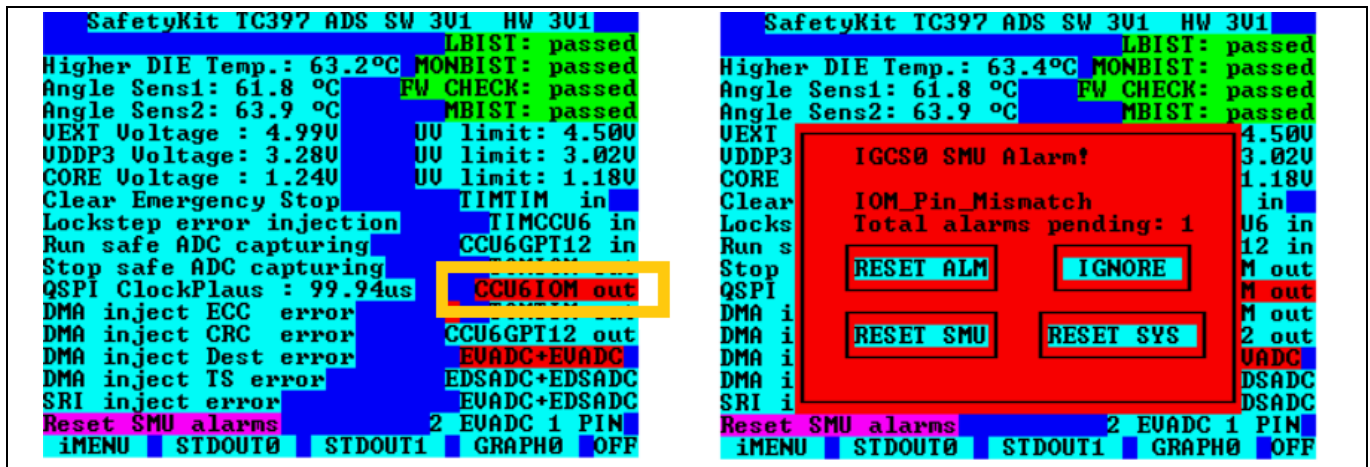 SafetyKit TC397 ADS SW 3V1 HW 3V1
LBIST: passed
Higher DIE Temp.: 63.2ºC MONBIST: passed
Angle Sens1: 61.8 ºC FW CHECK: passed
Angle Sens2: 63.9 ºC MBIST: passed
VEXT Voltage : 4.99V UV limit: 4.50V
VDDP3 Voltage: 3.28V UV limit: 3.02V
CORE Voltage : 1.24V UV limit: 1.18V
Clear Emergency Stop TIMTIM in
Lockstep error injection TIMCCU6 in
Run safe ADC capturing CCU6GPT12 in
Stop safe ADC capturing
QSPI ClockPlaus : 99.94us CCU6IOM out
DMA inject ECC error
DMA inject CRC error CCU6GPT12 out
DMA inject Dest error EVADC+EVADC
DMA inject TS error EDSADC+EDSADC
SRI inject error EVADC+EDSADC
Reset SMU alarms 2 EVADC 1 PIN
iMENU STDOUT0 STDOUT1 GRAPH0 OFF
SafetyKit TC397 ADS SW 3V1 HW 3V1
LBIST: passed
Higher DIE Temp.: 63.4ºC MONBIST: passed
Angle Sens1: 61.8 ºC FW CHECK: passed
Angle Sens2: 63.9 ºC MBIST: passed
VEXT 4.50V
VDDP3 IGCS0 SMU Alarm! 3.02V
CORE 1.18V
Clear IOM_Pin_Mismatch in
Locks Total alarms pending: 1 U6 in
Run s 12 in
Stop RESET ALM IGNORE M out
QSPI M out
DMA i M out
DMA i RESET SMU RESET SYS 2 out
DMA i VADC
DMA i DSADC
SRI i DSADC
Reset SMU alarms 2 EVADC 1 PIN
iMENU STDOUT0 STDOUT1 GRAPH0 OFF